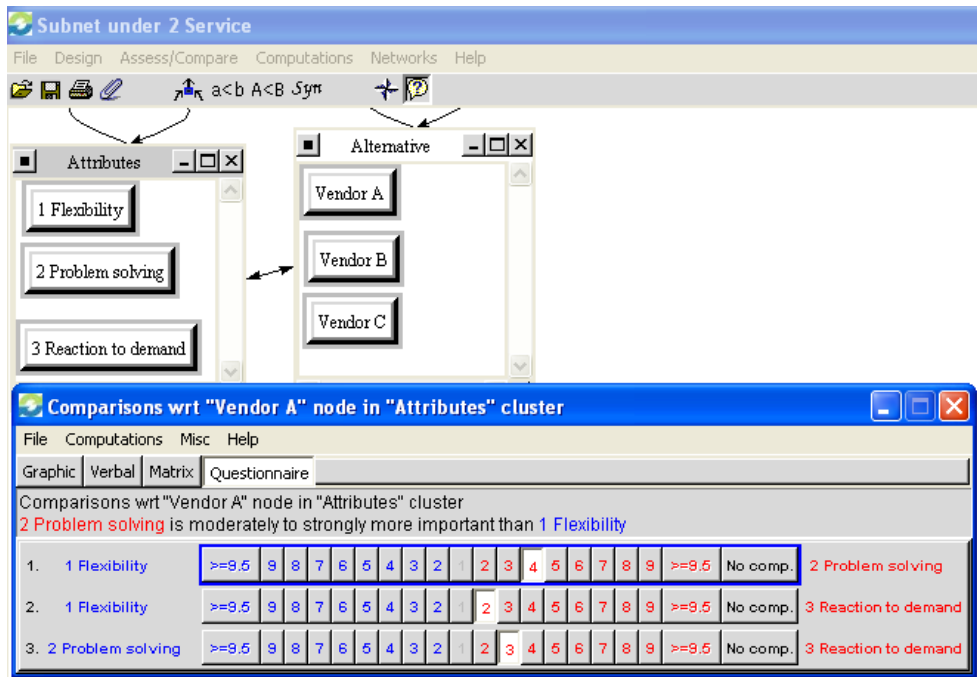 Subnet under 2 Service
File Design Assess/Compare Computations Networks Help
a<b A<B Syn
Attributes
Alternative
1 Flexibility
Vendor A
2 Problem solving
Vendor B
Vendor C
3 Reaction to demand
Comparisons wrt "Vendor A" node in "Attributes" cluster
File Computations Misc Help
Graphic Verbal Matrix Questionnaire
Comparisons wrt "Vendor A" node in "Attributes" cluster
2 Problem solving is moderately to strongly more important than 1 Flexibility
1. 1 Flexibility >=9.5 9 8 7 6 5 4 3 2 1 2 3 4 5 6 7 8 9 >=9.5 No comp. 2 Problem solving
2. 1 Flexibility >=9.5 9 8 7 6 5 4 3 2 1 2 3 4 5 6 7 8 9 >=9.5 No comp. 3 Reaction to demand
3. 2 Problem solving >=9.5 9 8 7 6 5 4 3 2 1 2 3 4 5 6 7 8 9 >=9.5 No comp. 3 Reaction to demand